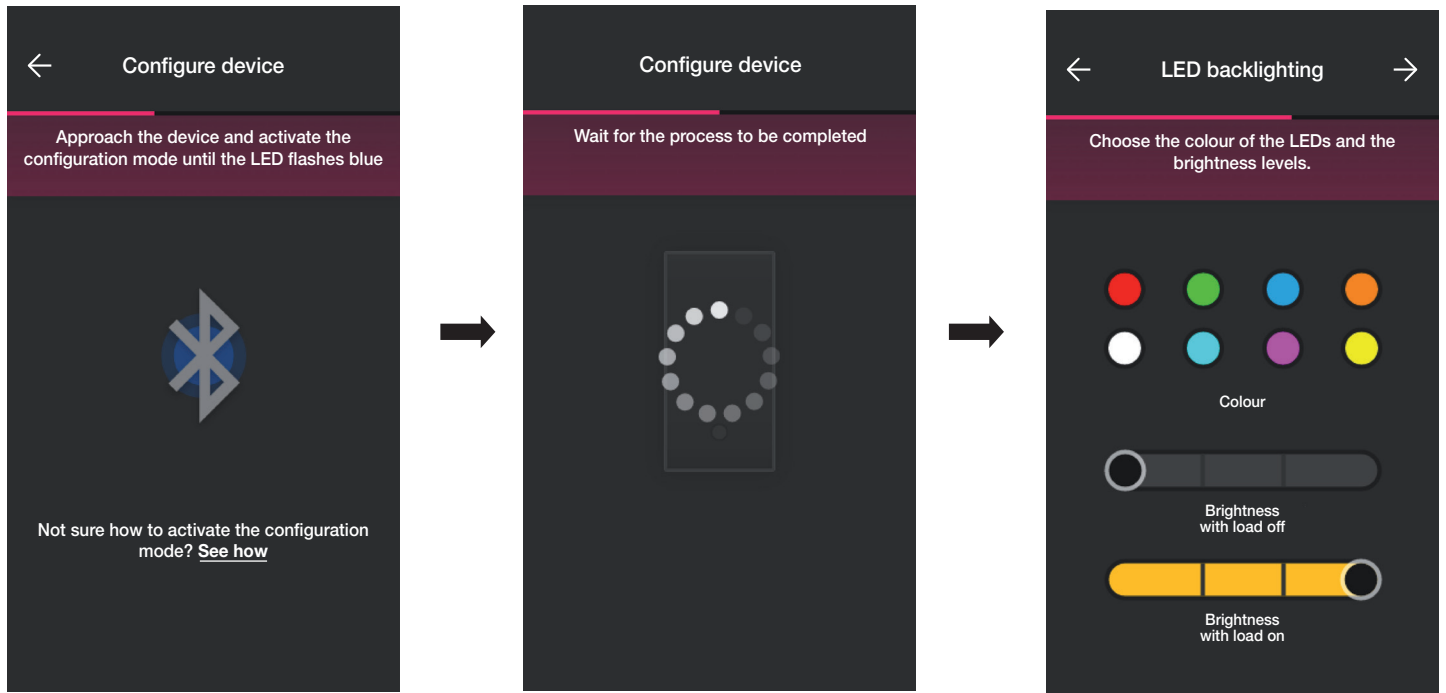 Configure device
Approach the device and activate the
configuration mode until the LED flashes blue
Not sure how to activate the configuration
mode? See how
Configure device
Wait for the process to be completed
LED backlighting
Choose the colour of the LEDs and the
brightness levels.
Colour
Brightness
with load off
Brightness
with load on